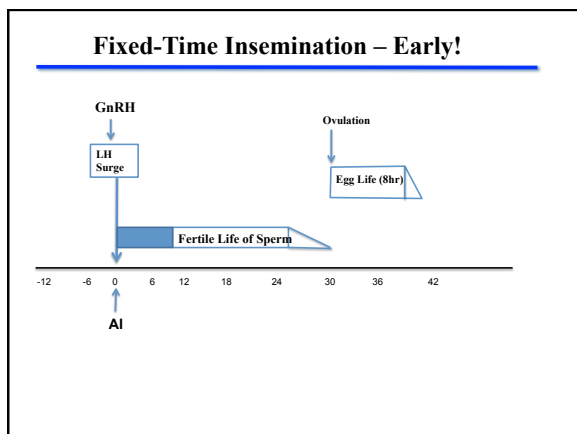 Fixed-Time Insemination – Early!
GnRH
Ovulation
LH
Surge
Egg Life (8hr)
Fertile Life of Sperm
-12 -6 0 6 12 18 24 30 36 42
AI